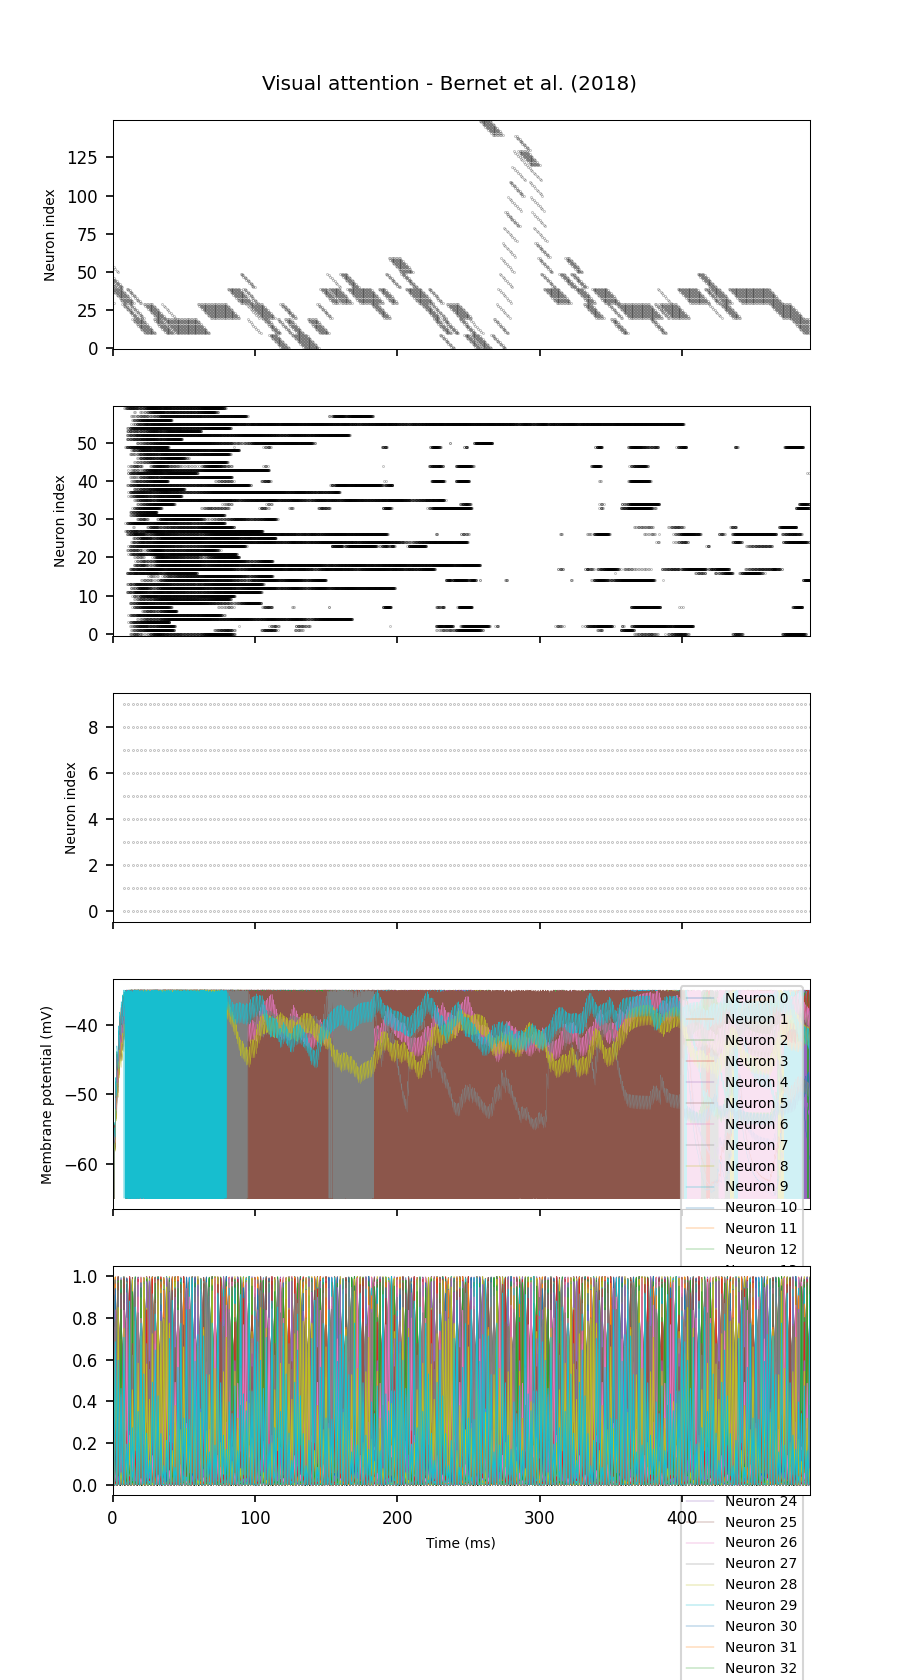 Visual attention - Bernet et al. (2018)
125
100
75
50
25
0
Neuron index
50
40
30
20
10
0
Neuron index
8
6
4
2
0
Neuron index
−40
−50
−60
Membrane potential (mV)
Neuron 0
Neuron 1
Neuron 2
Neuron 3
Neuron 4
Neuron 5
Neuron 6
Neuron 7
Neuron 8
Neuron 9
Neuron 10
Neuron 11
Neuron 12
1.0
0.8
0.6
0.4
0.2
0.0
0 100 200 300 400
Time (ms)
Neuron 24
Neuron 25
Neuron 26
Neuron 27
Neuron 28
Neuron 29
Neuron 30
Neuron 31
Neuron 32